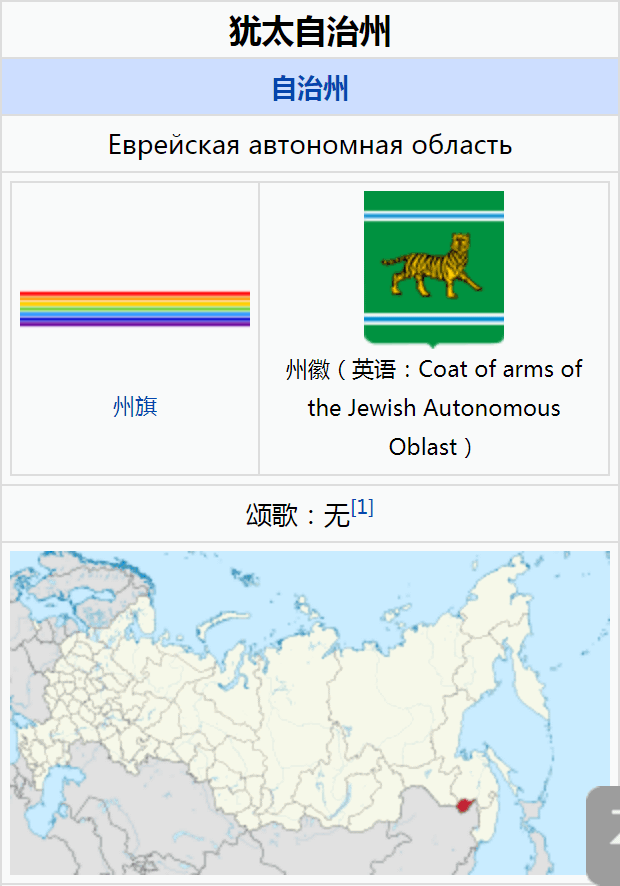 犹太自治州
自治州
Еврейская автономная область
州旗
州徽（英语：Coat of arms of
the Jewish Autonomous
Oblast）
颂歌：无[1]